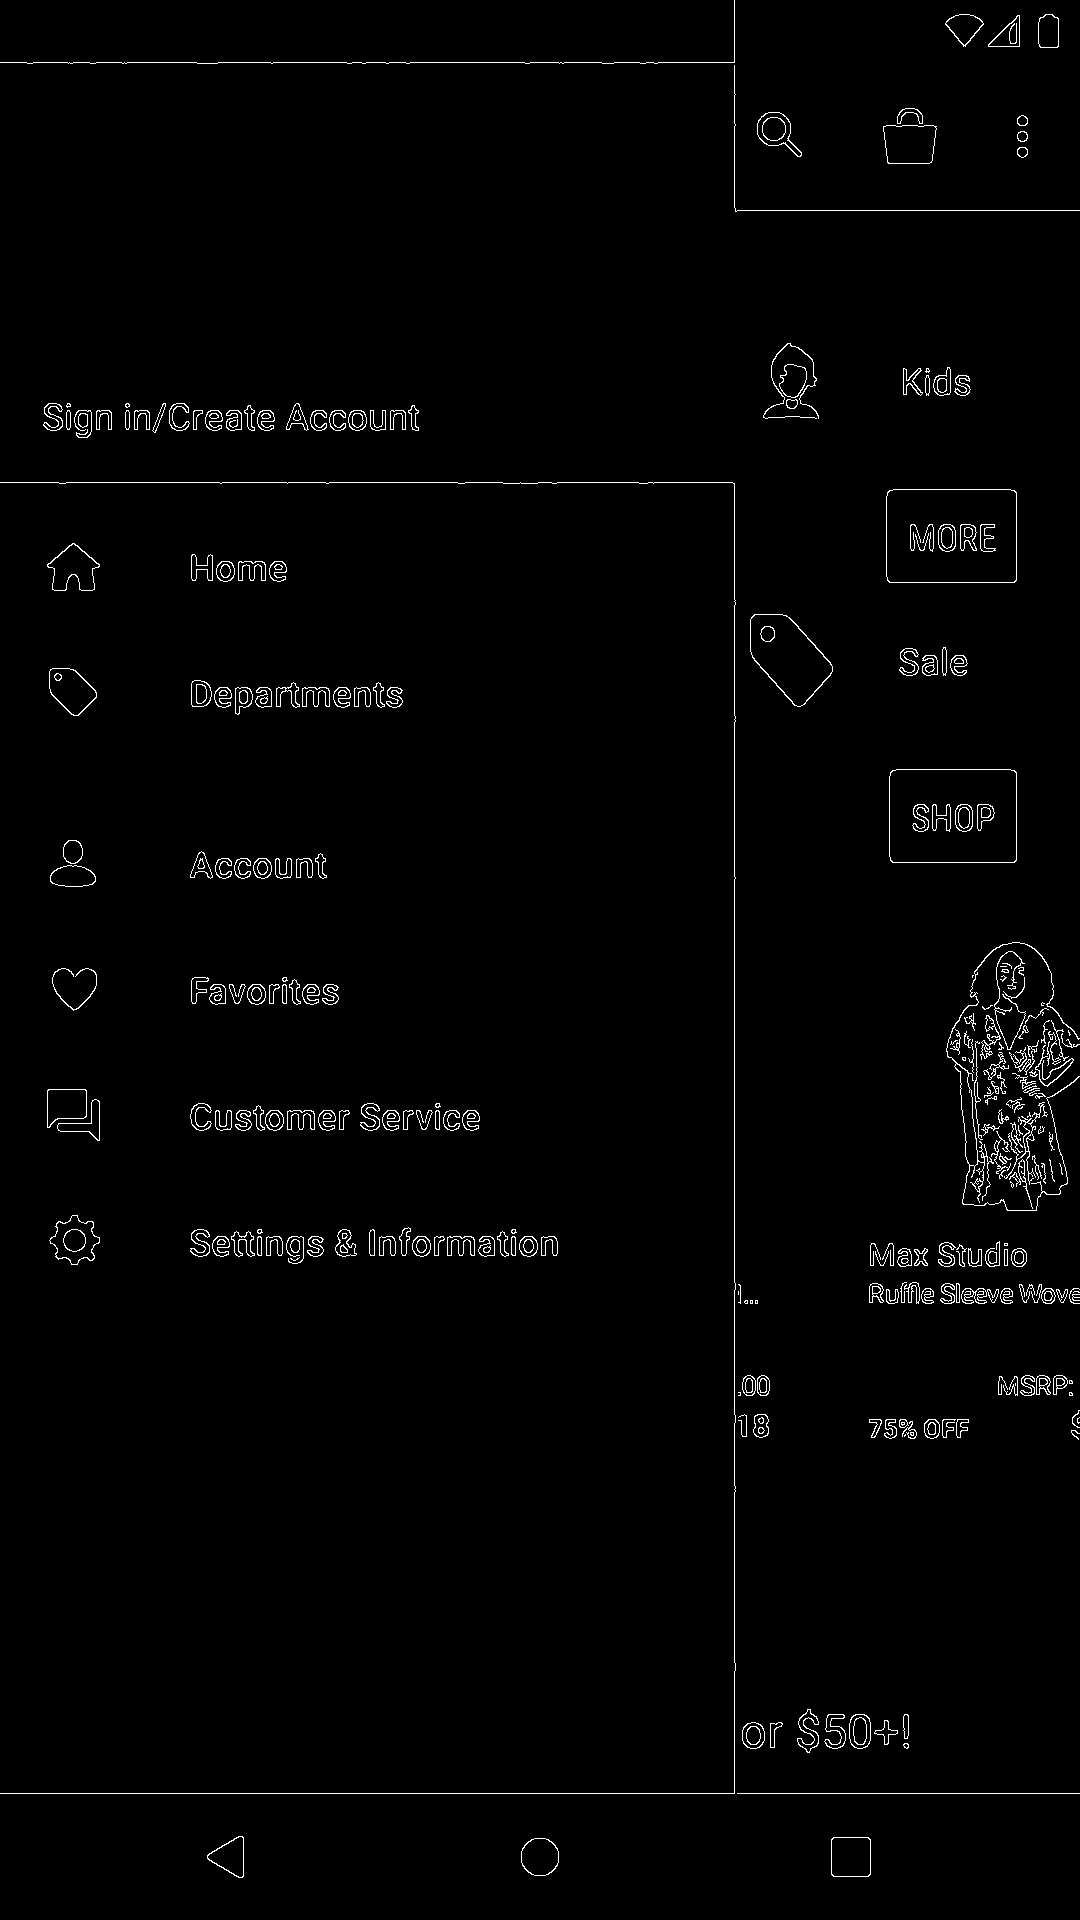 Sign in/Create Account
Home
Departments
Account
Favorites
Customer Service
Settings & Information
Kids
MORE
Sale
SHOP
Max Studio
Ruffle Sleeve Wove
...
.00
MSRP:
18
75% OFF
$
or $50+!